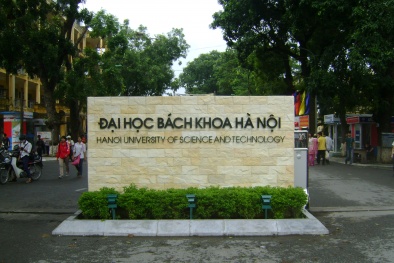 ĐẠI HỌC BÁCH KHOA HÀ NỘI
HANOI UNIVERSITY OF SCIENCE AND TECHNOLOGY